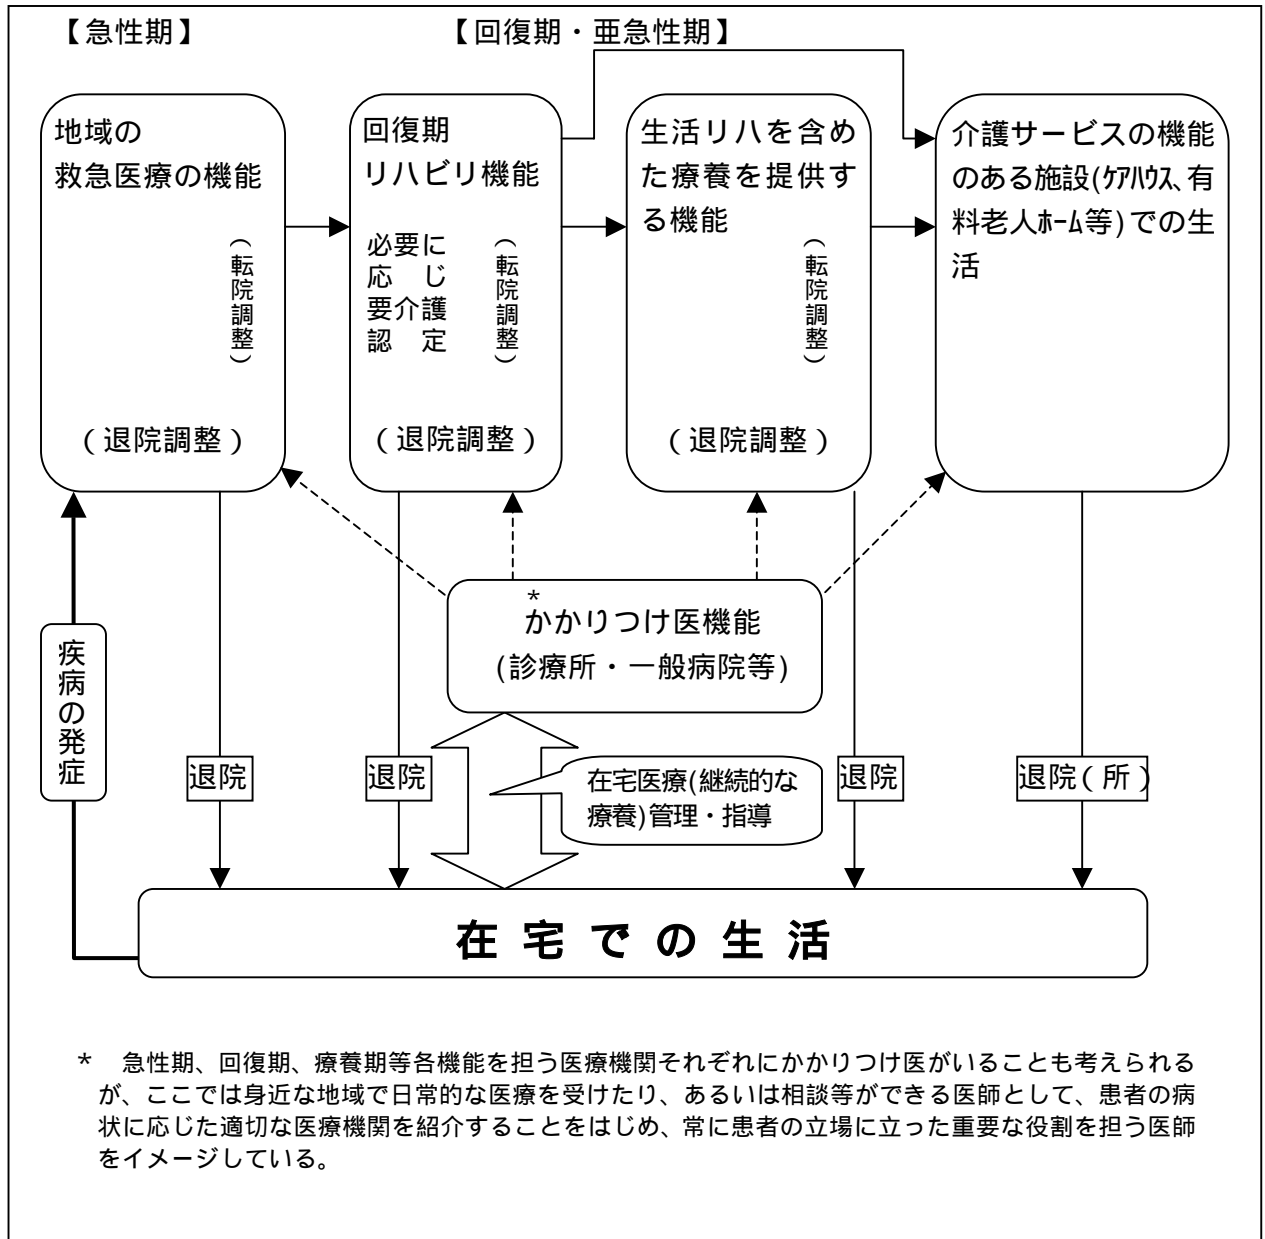 【急性期】
【回復期・亜急性期】
地域の
救急医療の機能
(転院調整)
(退院調整)
回復期
リハビリ機能
必要に
応　じ
要介護
認　定
(転院調整)
(退院調整)
生活リハを含め
た療養を提供す
る機能
(転院調整)
(退院調整)
介護サービスの機能
のある施設(ｹｱﾊｳｽ、有
料老人ﾎｰﾑ等)での生
活
*
かかりつけ医機能
(診療所・一般病院等)
疾病の発症
退院
退院
在宅医療(継続的な
療養)管理・指導
退院
退院(所)
在宅での生活
*　急性期、回復期、療養期等各機能を担う医療機関それぞれにかかりつけ医がいることも考えられる
が、ここでは身近な地域で日常的な医療を受けたり、あるいは相談等ができる医師として、患者の病
状に応じた適切な医療機関を紹介することをはじめ、常に患者の立場に立った重要な役割を担う医師
をイメージしている。